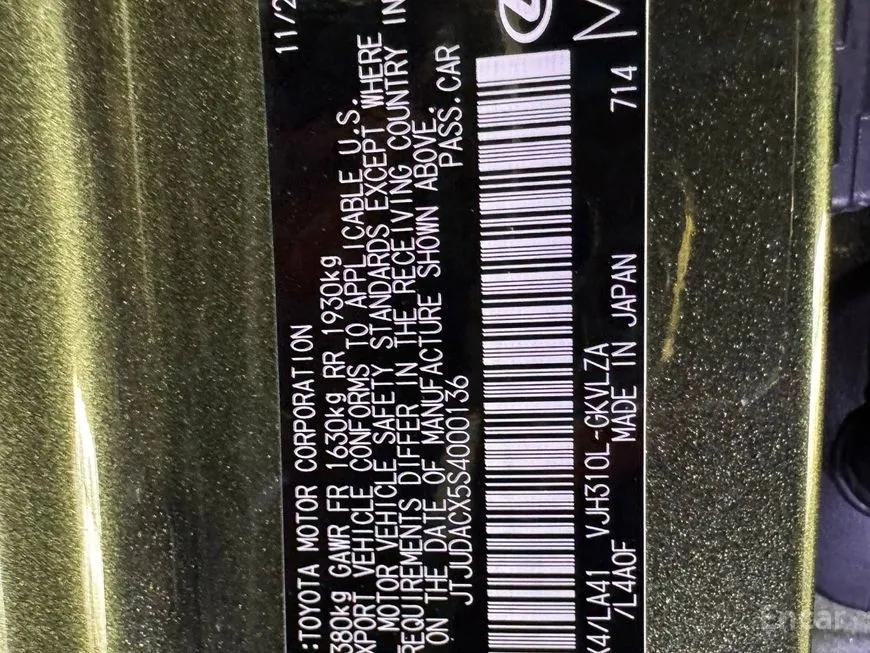 11/2
:TOYOTA MOTOR CORPORATION
380kg GAWR FR 1630kg RR 1930kg
XPORT VEHICLE CONFORMS TO APPLICABLE U.S.
MOTOR VEHICLE SAFETY STANDARDS EXCEPT WHERE
REQUIREMENTS DIFFER IN THE RECEIVING COUNTRY IN
ON THE DATE OF MANUFACTURE SHOWN ABOVE.
JTJUDACX5S4000136 PASS.CAR
K4/LA41 VJH310L-GKVLZA
/L4A0F MADE IN JAPAN 714
Encar